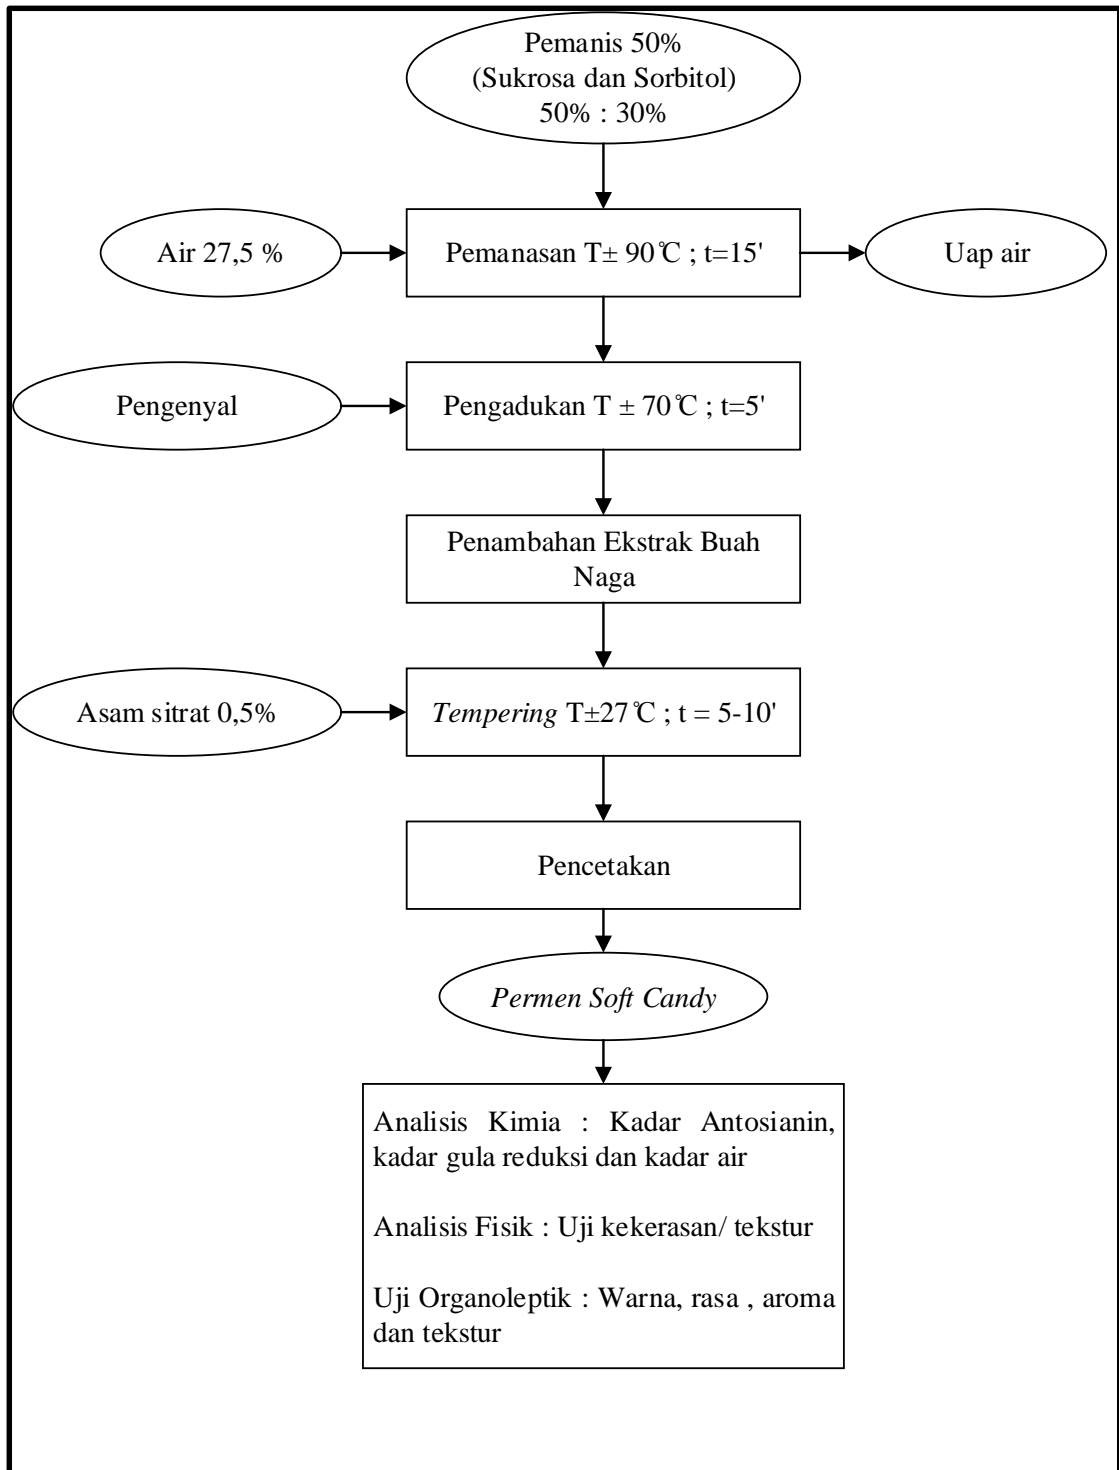 Pemanis 50%
(Sukrosa dan Sorbitol)
50% : 30%
Air 27,5 %
Pemanasan T± 90℃ ; t=15'
Uap air
Pengenyal
Pengadukan T ± 70℃ ; t=5'
Penambahan Ekstrak Buah
Naga
Asam sitrat 0,5%
Tempering T±27℃ ; t = 5-10'
Pencetakan
Permen Soft Candy
Analisis Kimia : Kadar Antosianin,
kadar gula reduksi dan kadar air
Analisis Fisik : Uji kekerasan/ tekstur
Uji Organoleptik : Warna, rasa , aroma
dan tekstur